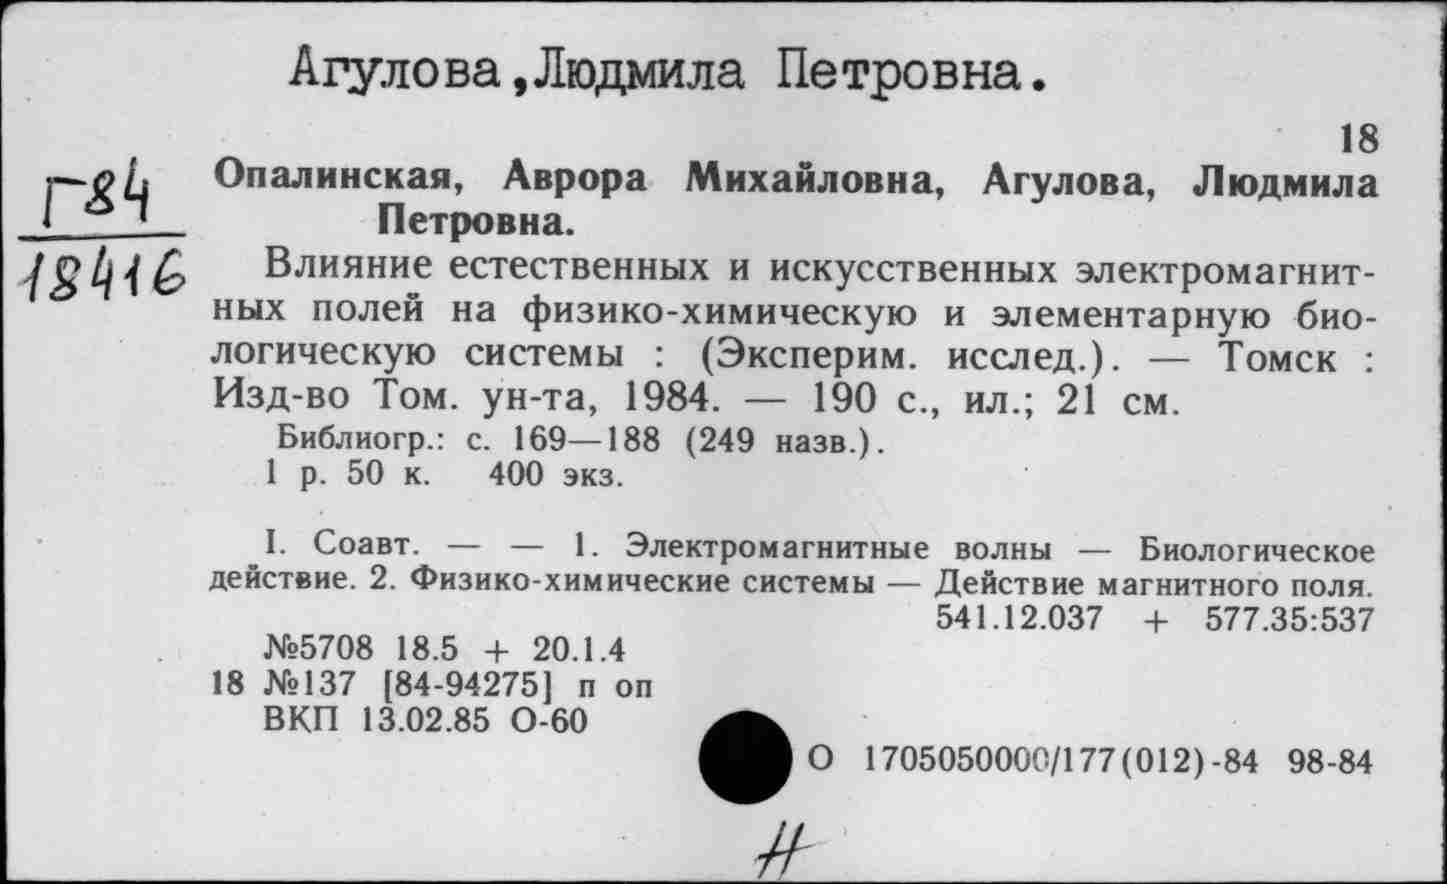 Агулова,Людмила Петровна.
18
Г84
18416
Опалинская, Аврора Михайловна, Агулова, Людмила
Петровна.
Влияние естественных и искусственных электромагнит-
ных полей на физико-химическую и элементарную био-
логическую системы : (Эксперим. исслед.). — Томск :
Изд-во Том. ун-та, 1984. — 190 с., ил.; 21 см.
Библиогр.: с. 169—188 (249 назв.).
1 р. 50 к. 400 экз.
I. Соавт. — — 1. Электромагнитные волны — Биологическое
действие. 2. Физико-химические системы — Действие магнитного поля.
541.12.037 + 577.35:537
№5708 18.5 + 20.1.4
18 №137 [84-94275] п оп
ВКП 13.02.85 О-60
О 1705050000/177(012)-84 98-84